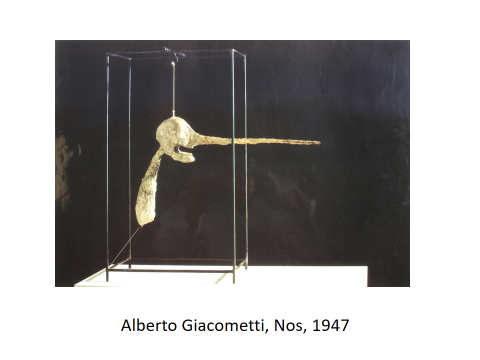 Alberto Giacometti, Nos, 1947